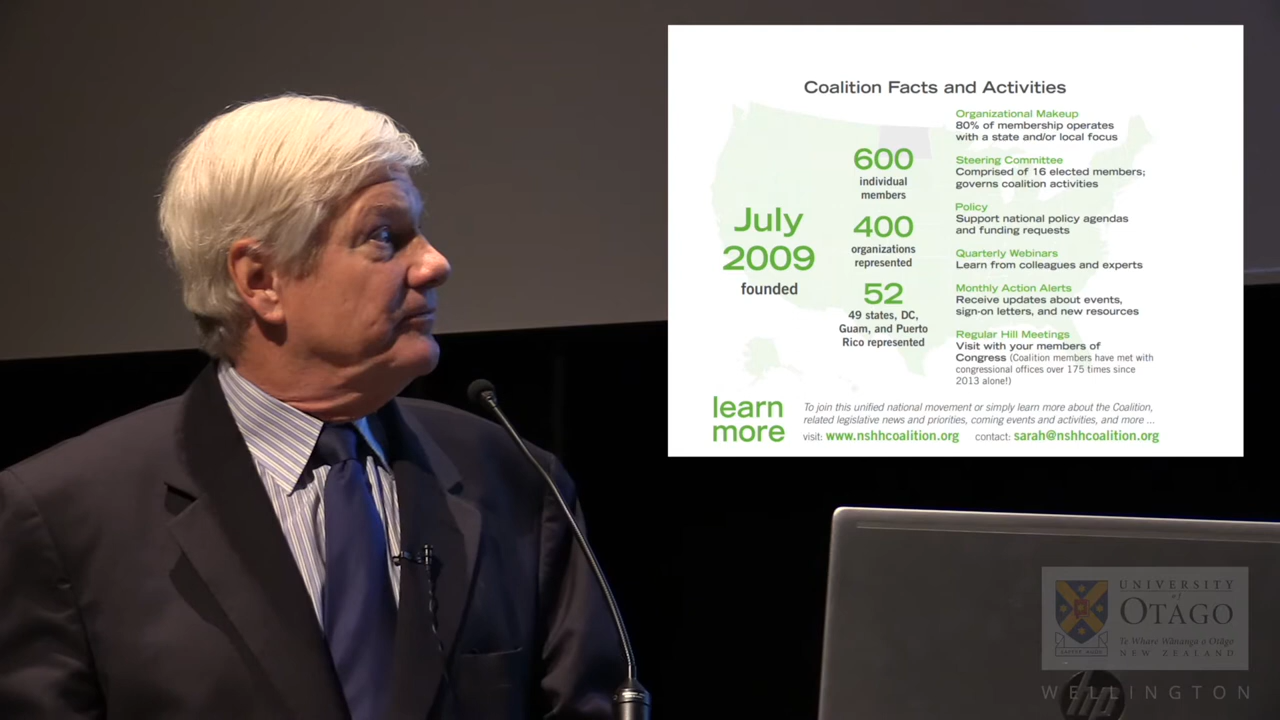 Coalition Facts and Activities
July
2009
founded
600
individual
members
400
organizations
represented
52
49 states, DC,
Guam, and Puerto
Rico represented
Organizational Makeup
80% of membership operates
with a state and/or local focus
Steering Committee
Comprised of 16 elected members;
governs coalition activities
Policy
Support national policy agendas
and funding requests
Quarterly Webinars
Learn from colleagues and experts
Monthly Action Alerts
Receive updates about events,
sign-on letters, and new resources
Regular Hill Meetings
Visit with your members of
Congress (Coalition members have met with
congressional offices over 175 times since
2013 alone!)
learn
more
To join this unified national movement or simply learn more about the Coalition,
related legislative news and priorities, coming events and activities, and more ...
visit: www.nshhcoalition.org contact: sarah@nshhcoalition.org
UNIVERSITY
of
OTAGO
Te Whare Wānanga o Otāgo
NEW ZEALAND
WELLINGTON
hp